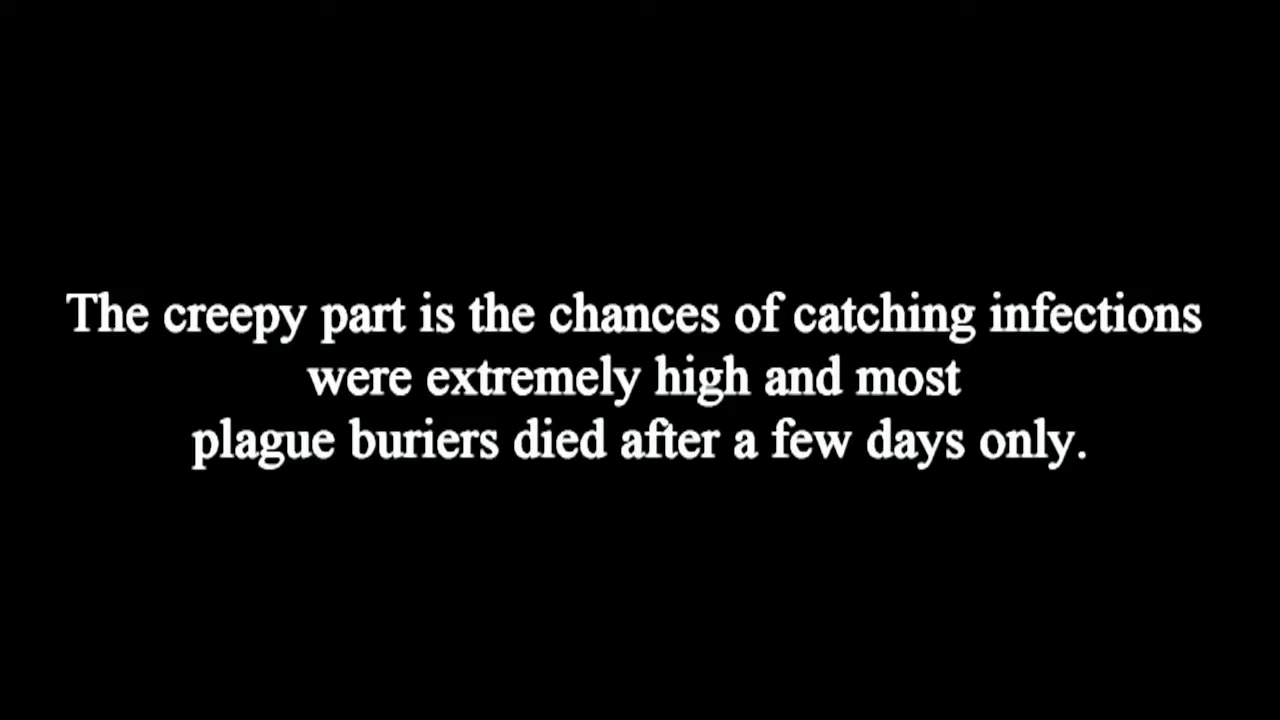 The creepy part is the chances of catching infections
were extremely high and most
plague buriers died after a few days only.